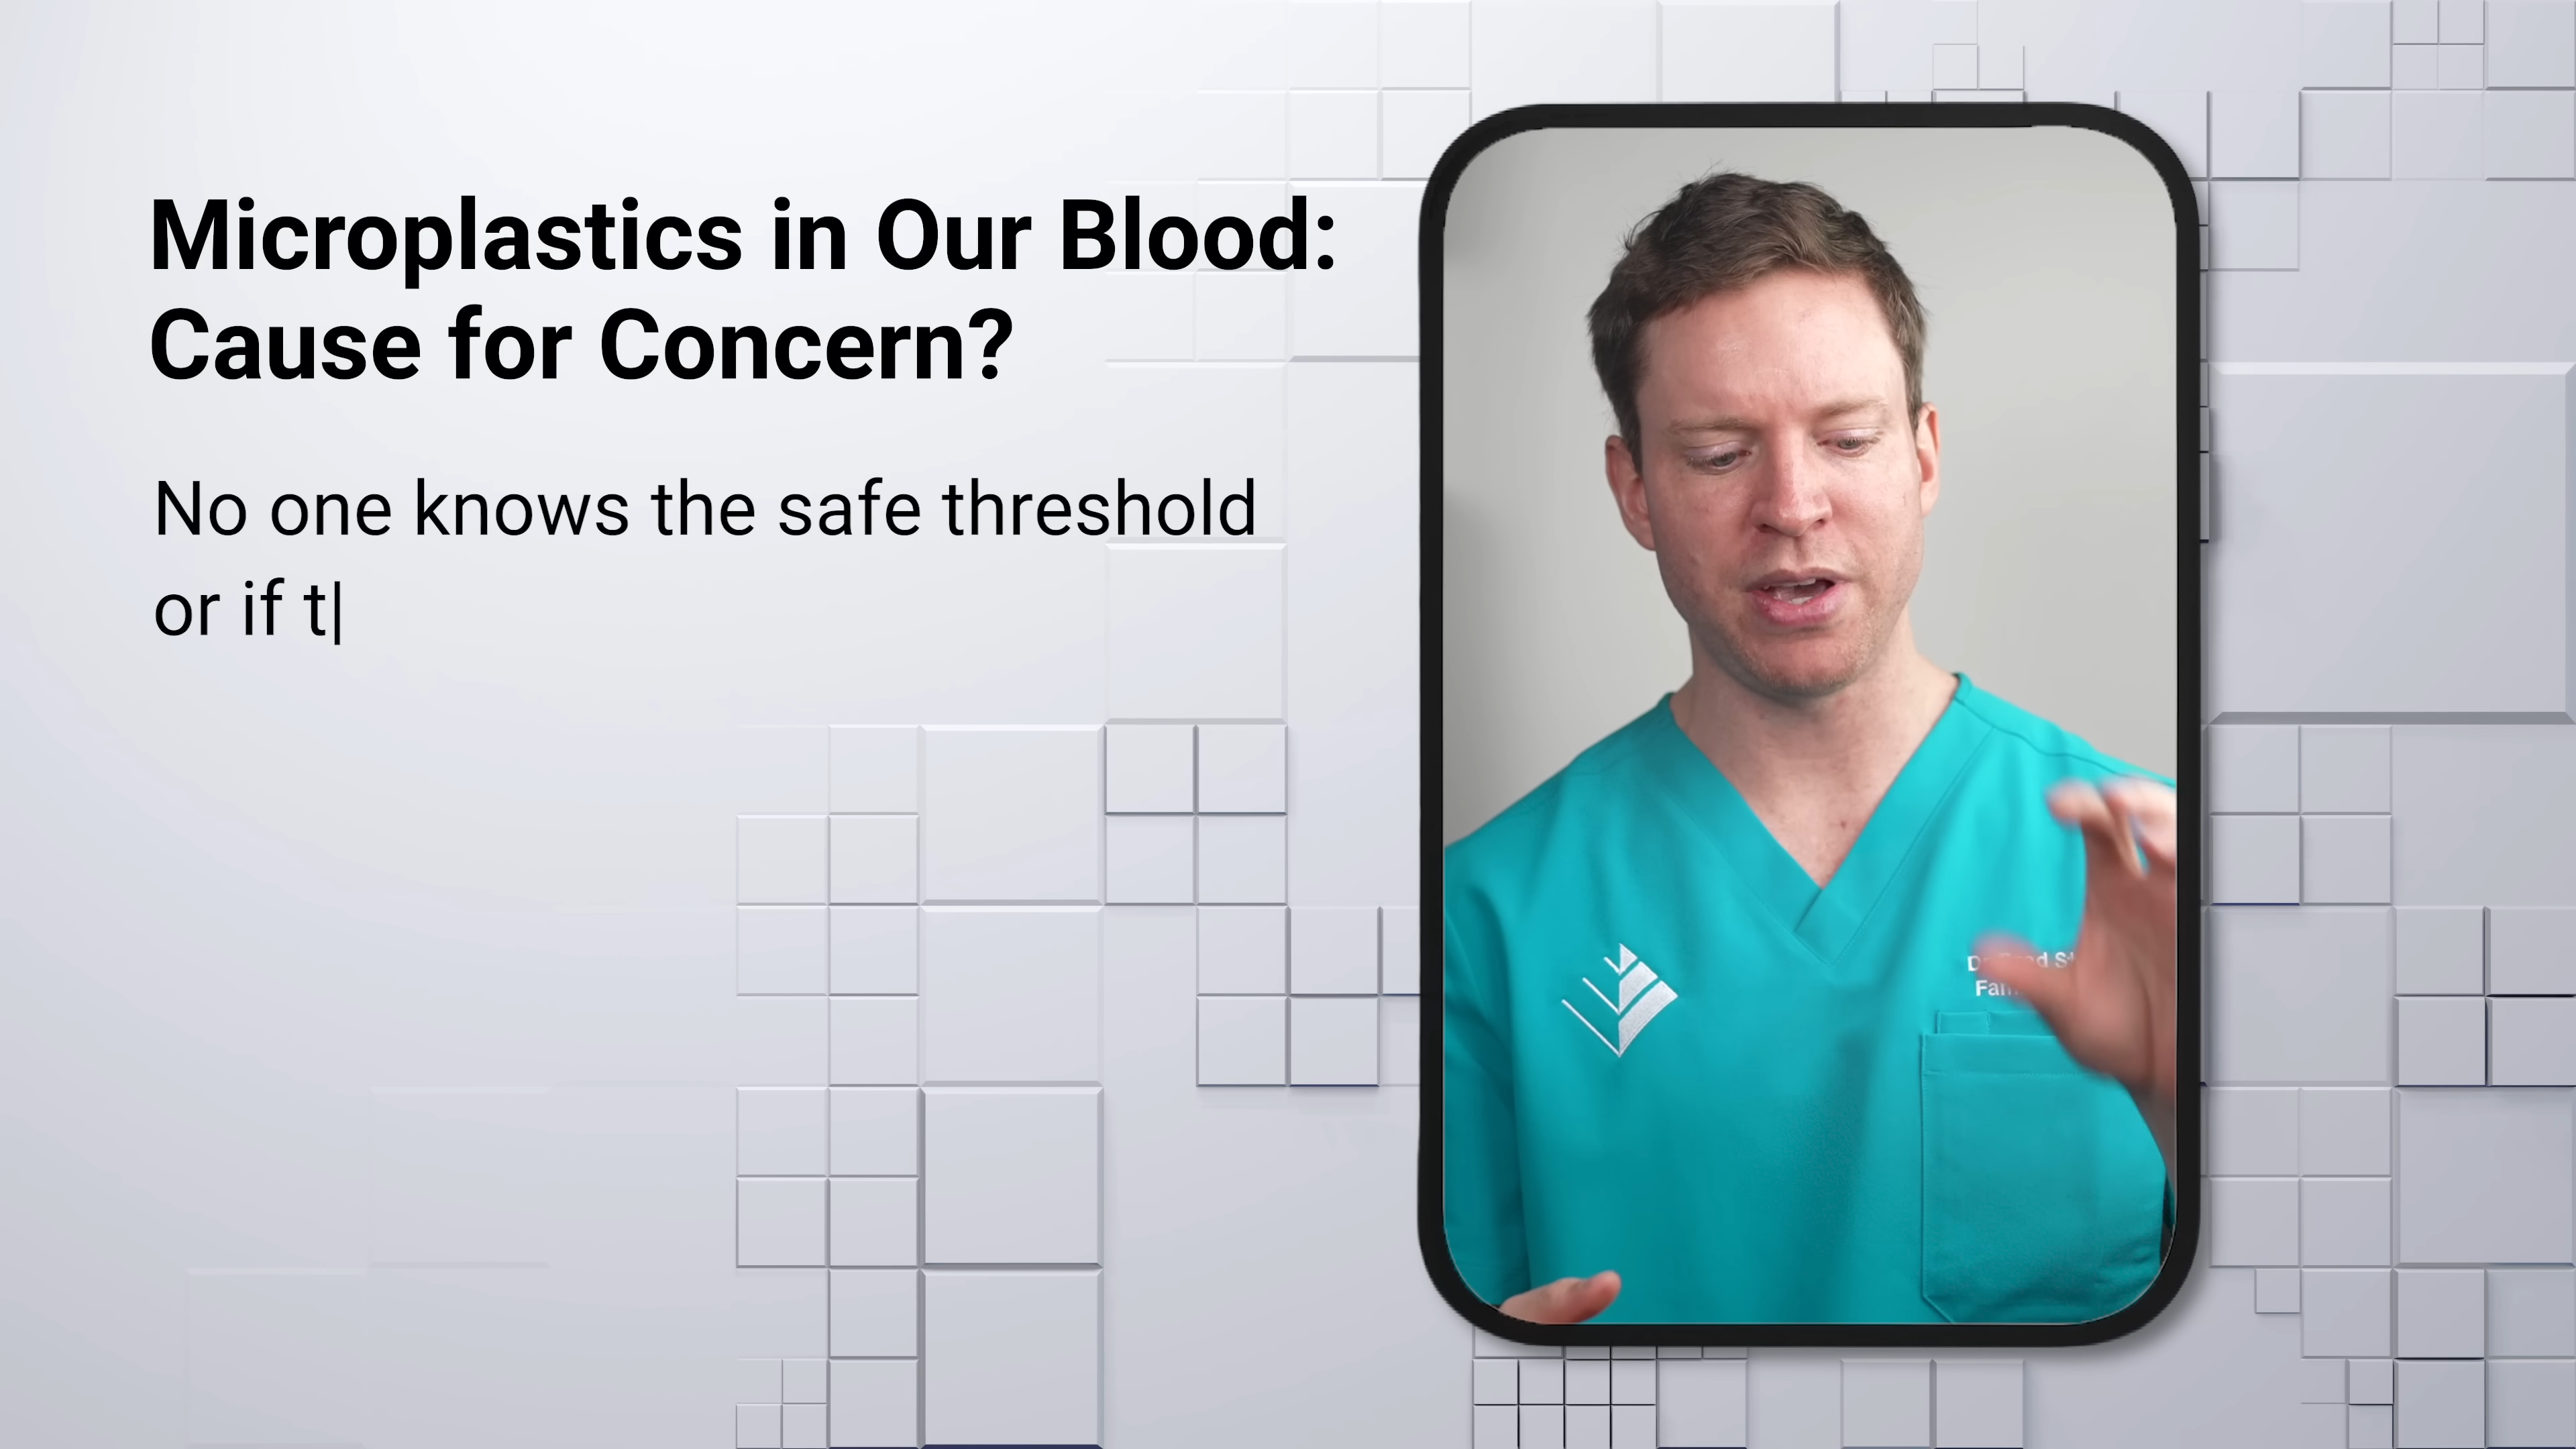 Microplastics in Our Blood:
Cause for Concern?
No one knows the safe threshold
or if t|